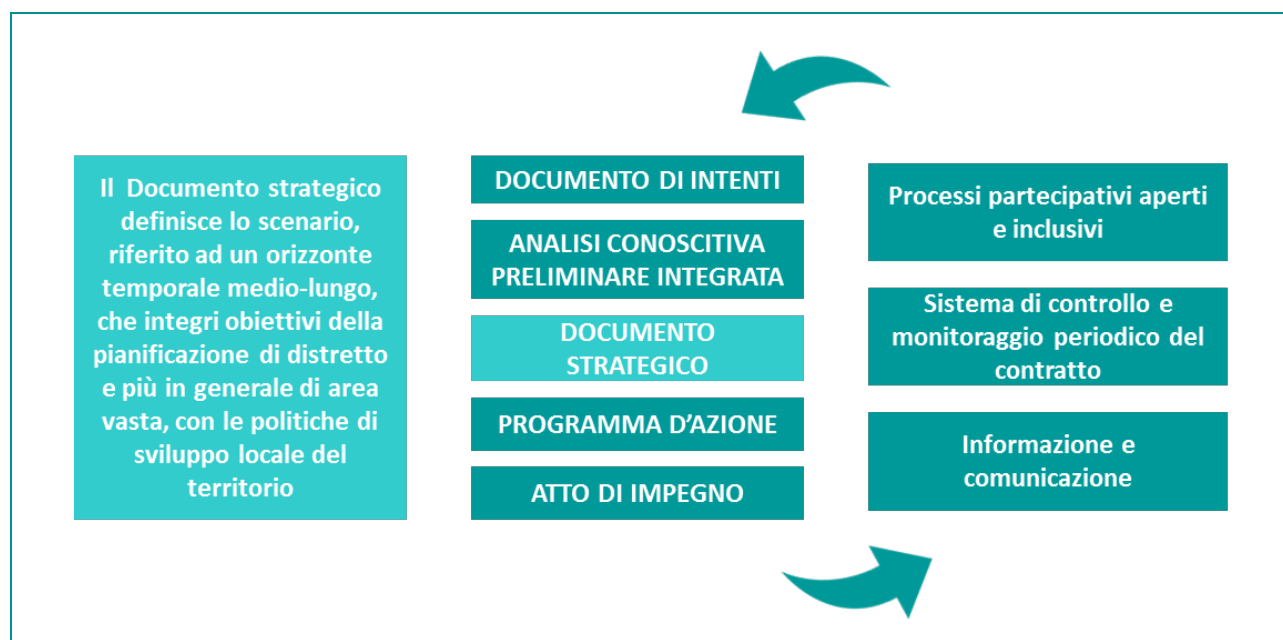 Il Documento strategico
definisce lo scenario,
riferito ad un orizzonte
temporale medio-lungo,
che integri obiettivi della
pianificazione di distretto
e più in generale di area
vasta, con le politiche di
sviluppo locale del
territorio
DOCUMENTO DI INTENTI
ANALISI CONOSCITIVA
PRELIMINARE INTEGRATA
DOCUMENTO
STRATEGICO
PROGRAMMA D’AZIONE
ATTO DI IMPEGNO
Processi partecipativi aperti
e inclusivi
Sistema di controllo e
monitoraggio periodico del
contratto
Informazione e
comunicazione